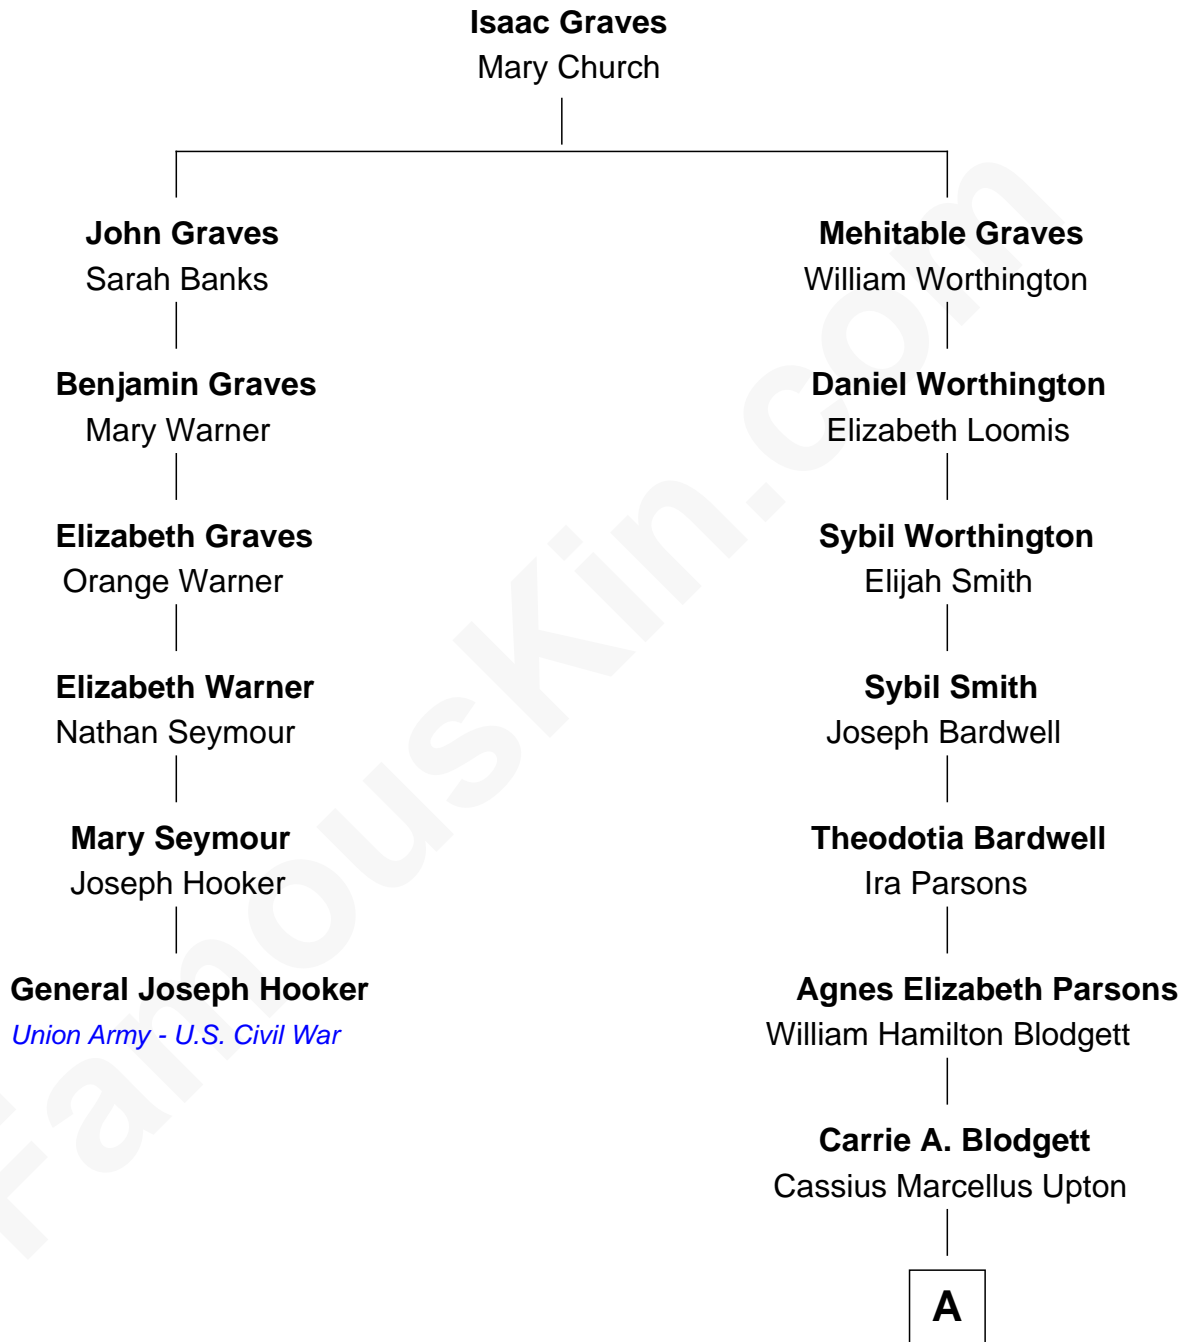 Isaac Graves
Mary Church
John Graves
Sarah Banks
Mehitable Graves
William Worthington
Benjamin Graves
Mary Warner
Daniel Worthington
Elizabeth Loomis
Elizabeth Graves
Orange Warner
Sybil Worthington
Elijah Smith
Elizabeth Warner
Nathan Seymour
Sybil Smith
Joseph Bardwell
Mary Seymour
Joseph Hooker
Theodotia Bardwell
Ira Parsons
General Joseph Hooker
Union Army - U.S. Civil War
Agnes Elizabeth Parsons
William Hamilton Blodgett
Carrie A. Blodgett
Cassius Marcellus Upton
A
FamousKin.com